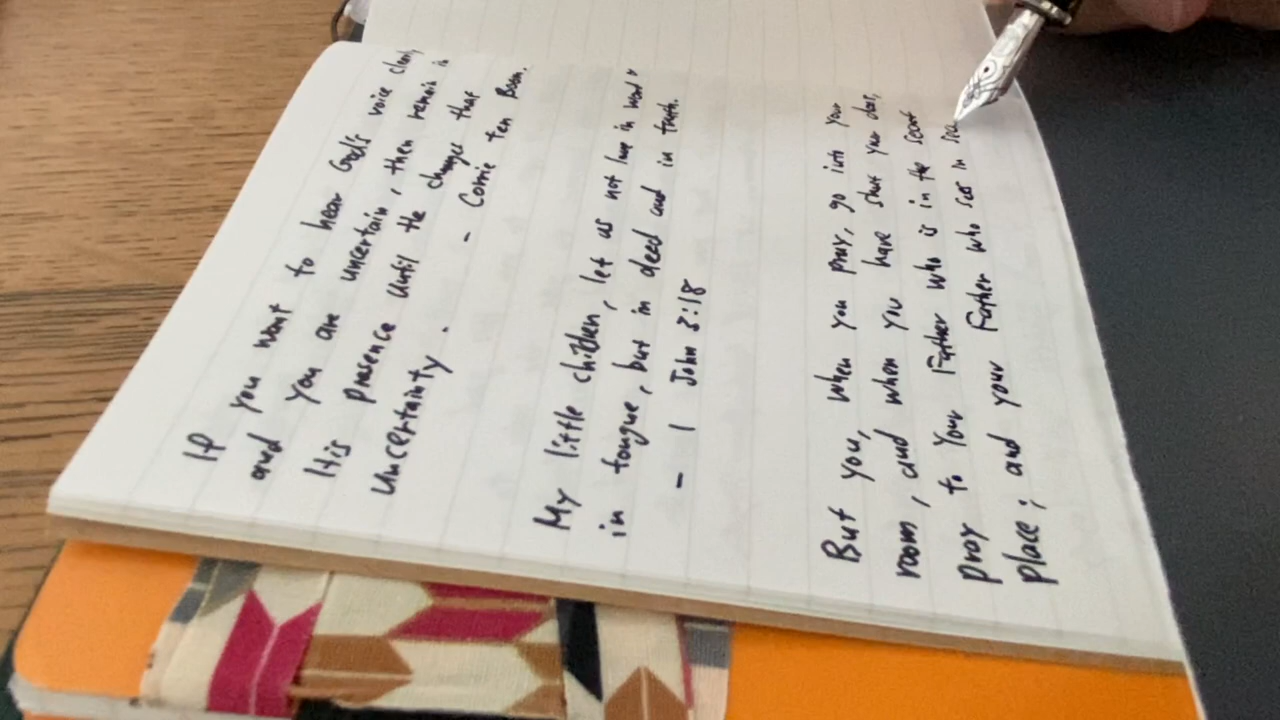 If you want to hear God's voice clearly
and you are uncertain, then remain in
His presence until He changes that
uncertainty.
- Corrie ten Boom.
My little children, let us not love in word or
in tongue, but in deed and in truth.
- 1 John 3:18
But you, when you pray, go into your
room, and when you have shut your door,
pray to Your Father who is in the secret
place; and your Father who sees in sec